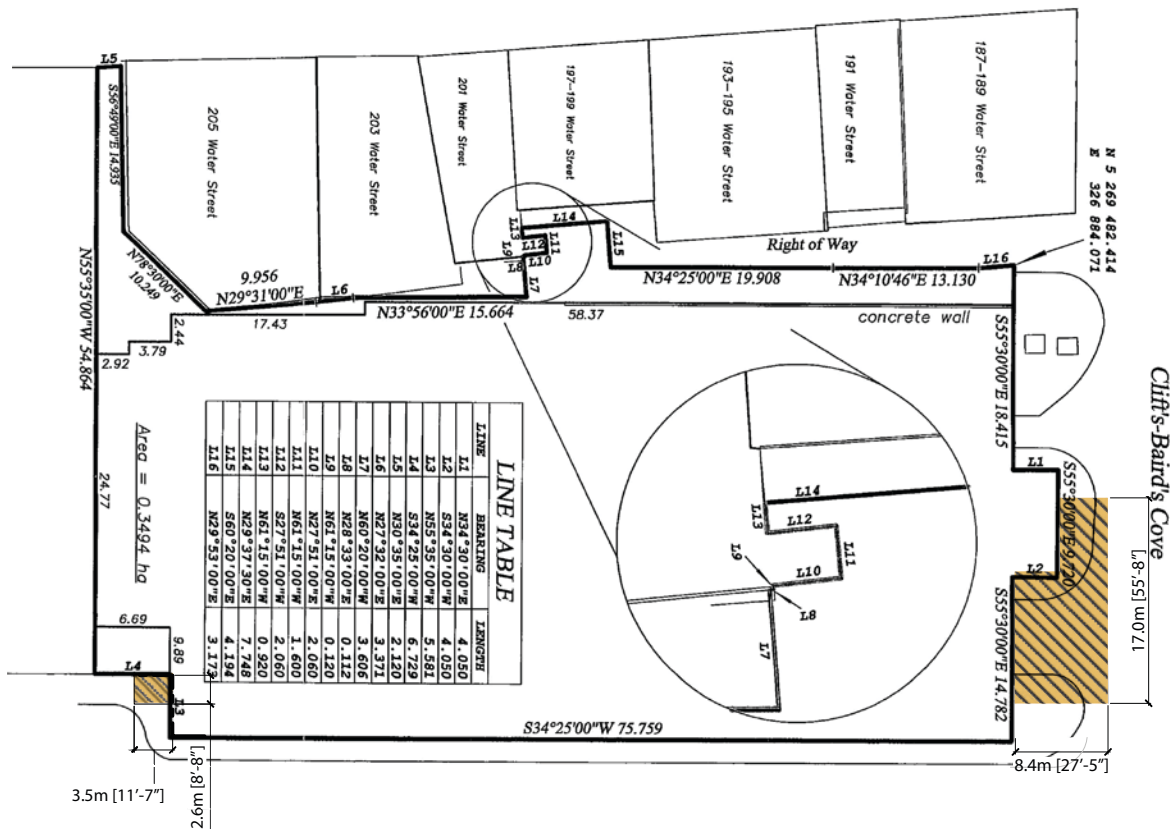 L5
S56°49'00"E 14.935
205 Water Street
203 Water Street
201 Water Street
197-199 Water Street
193-195 Water Street
191 Water Street
187-189 Water Street
N 5 269 482.414
E 326 884.071
N78°30'00"E
10.249
9.956
N29°31'00"E
L6
L13
L14
L12
L11
L9
L10
L8
L7
L15
Right of Way
N34°25'00"E 19.908
N34°10'46"E 13.130
L16
N33°56'00"E 15.664
58.37
concrete wall
17.43
2.44
3.79
2.92
N55°35'00"W 54.864
Area = 0.3494 ha
24.77
6.69
9.89
L4
L3
LINE TABLE
LINE BEARING LENGTH
L1 N34°30'00"E 4.050
L2 S34°30'00"W 4.050
L3 N55°35'00"W 5.581
L4 S34°25'00"W 6.729
L5 N30°35'00"E 2.120
L6 N27°32'00"E 3.371
L7 N60°20'00"W 3.606
L8 N28°33'00"E 0.112
L9 N61°15'00"W 0.120
L10 N27°51'00"E 2.060
L11 N61°15'00"W 1.600
L12 S27°51'00"W 2.060
L13 N61°15'00"W 0.920
L14 N29°37'30"E 7.748
L15 S60°20'00"E 4.194
L16 N29°53'00"E 3.173
L14
L13
L12
L11
L9
L10
L8
L7
S55°30'00"E 18.415
L1
S55°30'00"E 9.720
L2
S55°30'00"E 14.782
Clift's-Baird's Cove
17.0m [55'-8"]
8.4m [27'-5"]
S34°25'00"W 75.759
3.5m [11'-7"]
2.6m [8'-8"]